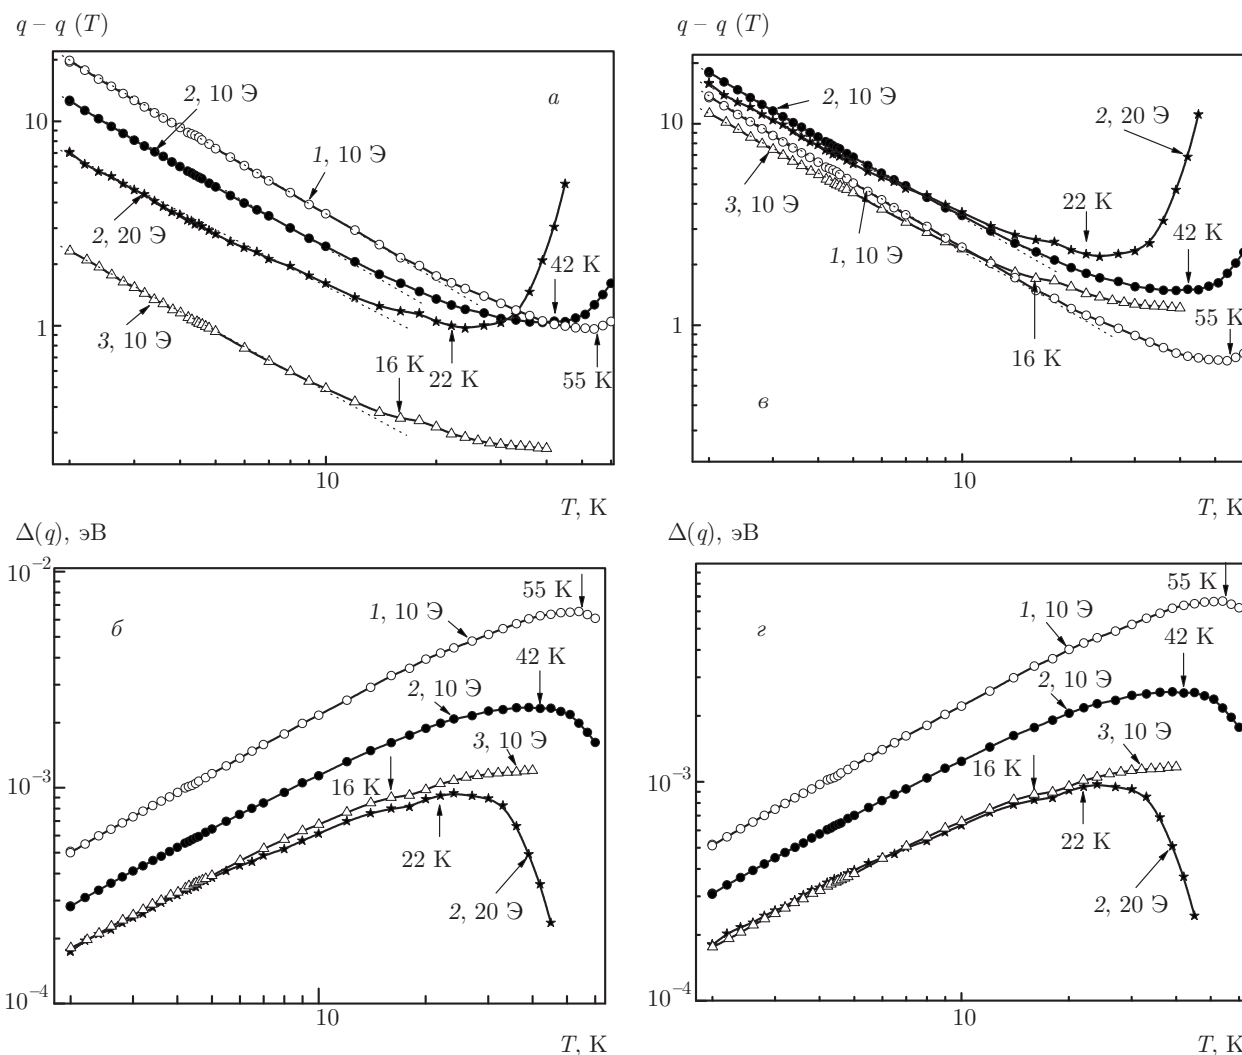 q – q (T)
10
1
2, 10 Э
а
1, 10 Э
2, 20 Э
3, 10 Э
42 K
16 K
22 K
55 K
10
T, K
q – q (T)
10
1
2, 10 Э
2, 20 Э
22 K
3, 10 Э
1, 10 Э
42 K
55 K
16 K
в
10
T, K
Δ(q), эВ
10⁻²
10⁻³
10⁻⁴
55 K
б
1, 10 Э
42 K
2, 10 Э
3, 10 Э
16 K
22 K
2, 20 Э
10
T, K
Δ(q), эВ
10⁻³
10⁻⁴
55 K
г
1, 10 Э
42 K
2, 10 Э
3, 10 Э
16 K
22 K
2, 20 Э
10
T, K